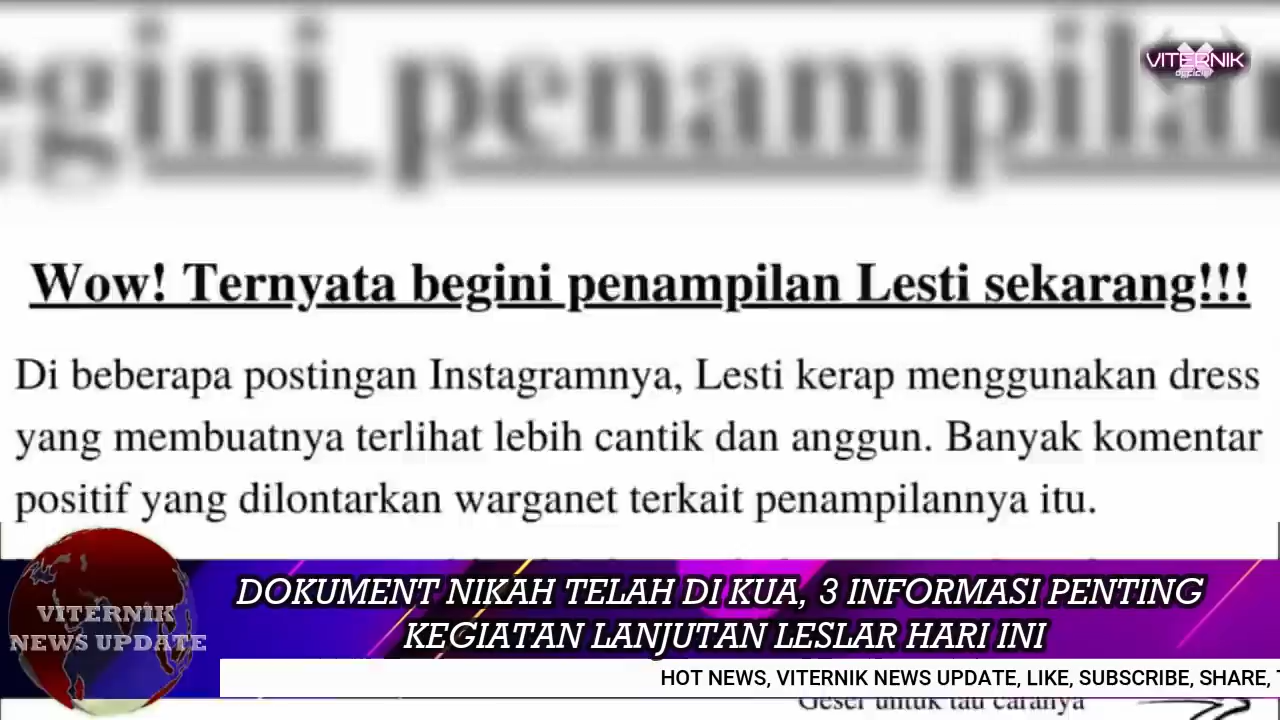 egini penampilan
VITERNIK
OFFICIAL
Wow! Ternyata begini penampilan Lesti sekarang!!!
Di beberapa postingan Instagramnya, Lesti kerap menggunakan dress
yang membuatnya terlihat lebih cantik dan anggun. Banyak komentar
positif yang dilontarkan warganet terkait penampilannya itu.
DOKUMENT NIKAH TELAH DI KUA, 3 INFORMASI PENTING
KEGIATAN LANJUTAN LESLAR HARI INI
VITERNIK
NEWS UPDATE
HOT NEWS, VITERNIK NEWS UPDATE, LIKE, SUBSCRIBE, SHARE,
Geser untuk tau caranya